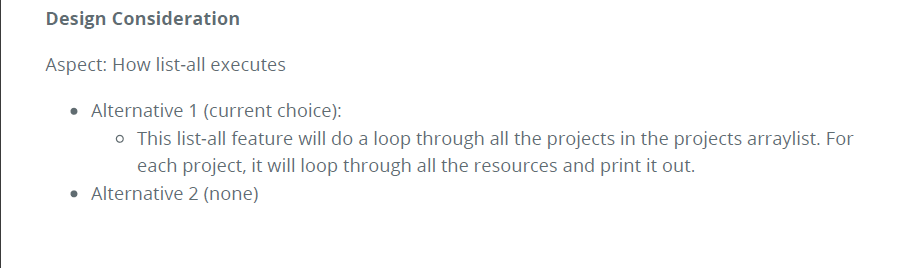 Design Consideration
Aspect: How list-all executes
• Alternative 1 (current choice):
○ This list-all feature will do a loop through all the projects in the projects arraylist. For
each project, it will loop through all the resources and print it out.
• Alternative 2 (none)